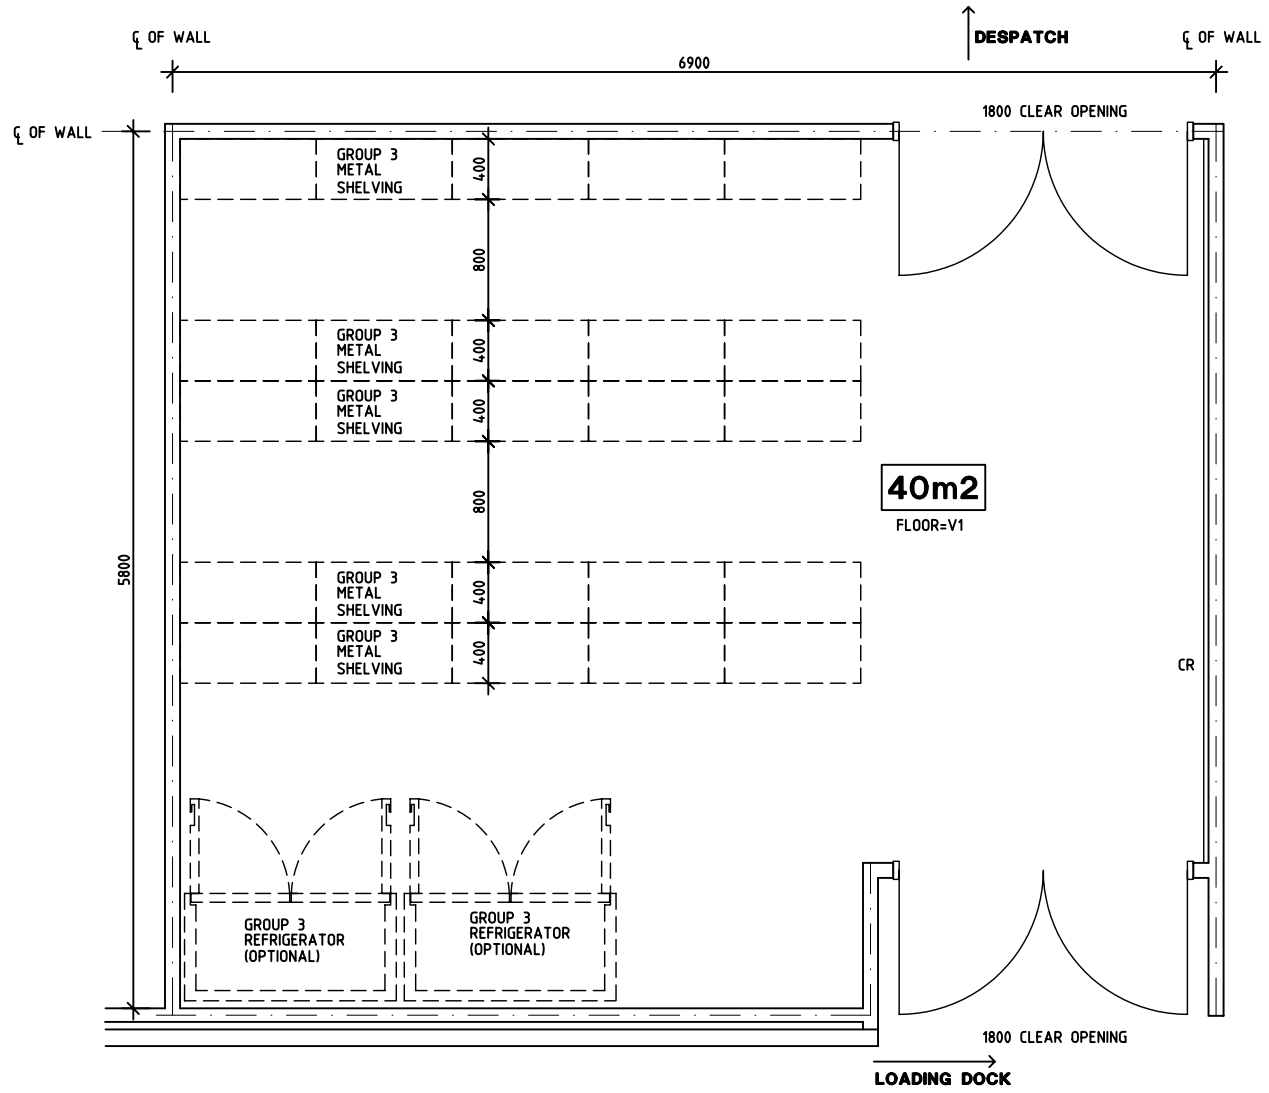 ℄ OF WALL
DESPATCH
℄ OF WALL
6900
1800 CLEAR OPENING
℄ OF WALL
GROUP 3
METAL
SHELVING
400
800
GROUP 3
METAL
SHELVING
400
GROUP 3
METAL
SHELVING
400
40m2
800
FLOOR=V1
5800
GROUP 3
METAL
SHELVING
400
GROUP 3
METAL
SHELVING
400
CR
GROUP 3
REFRIGERATOR
(OPTIONAL)
GROUP 3
REFRIGERATOR
(OPTIONAL)
1800 CLEAR OPENING
LOADING DOCK